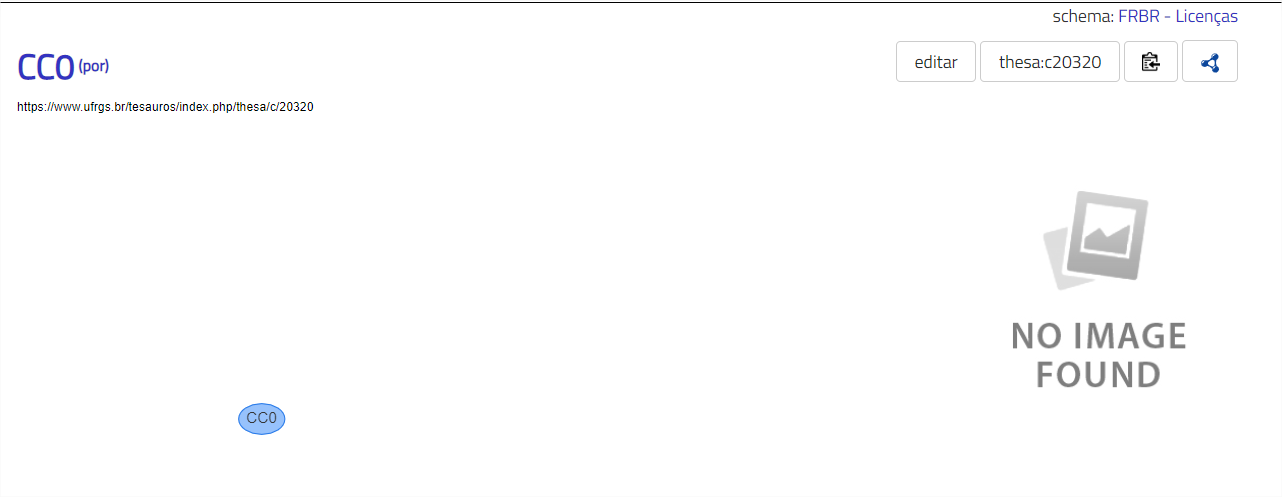 schema: FRBR - Licenças
CC0 (por)
editar
thesa:c20320
https://www.ufrgs.br/tesauros/index.php/thesa/c/20320
NO IMAGE
FOUND
CC0